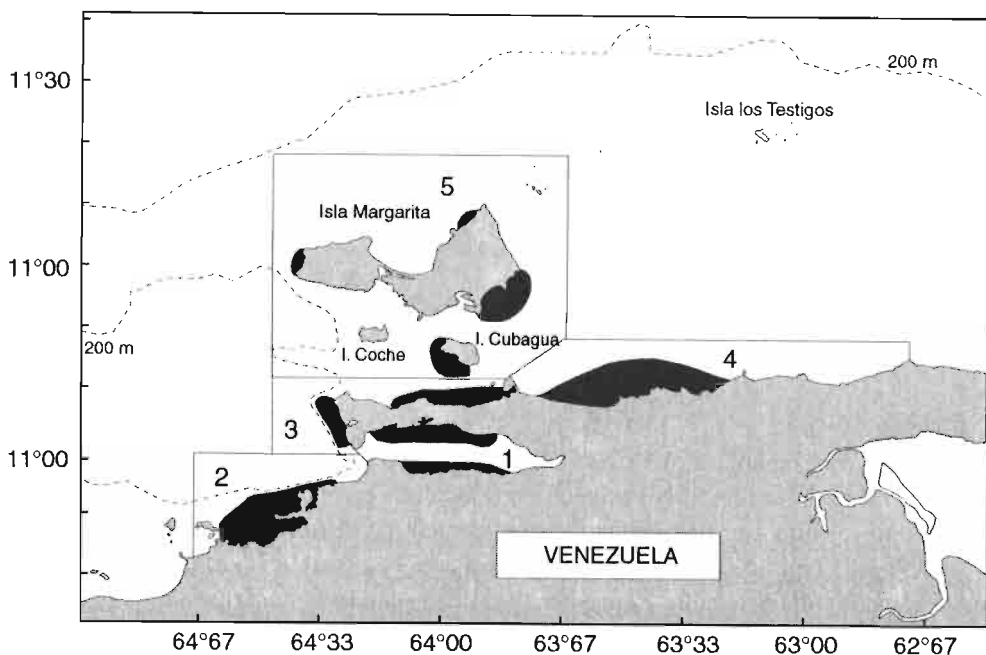 11°30
200 m
Isla los Testigos
5
Isla Margarita
11°00
200 m
I. Coche
I. Cubagua
4
3
11°00
1
2
VENEZUELA
64°67
64°33
64°00
63°67
63°33
63°00
62°67